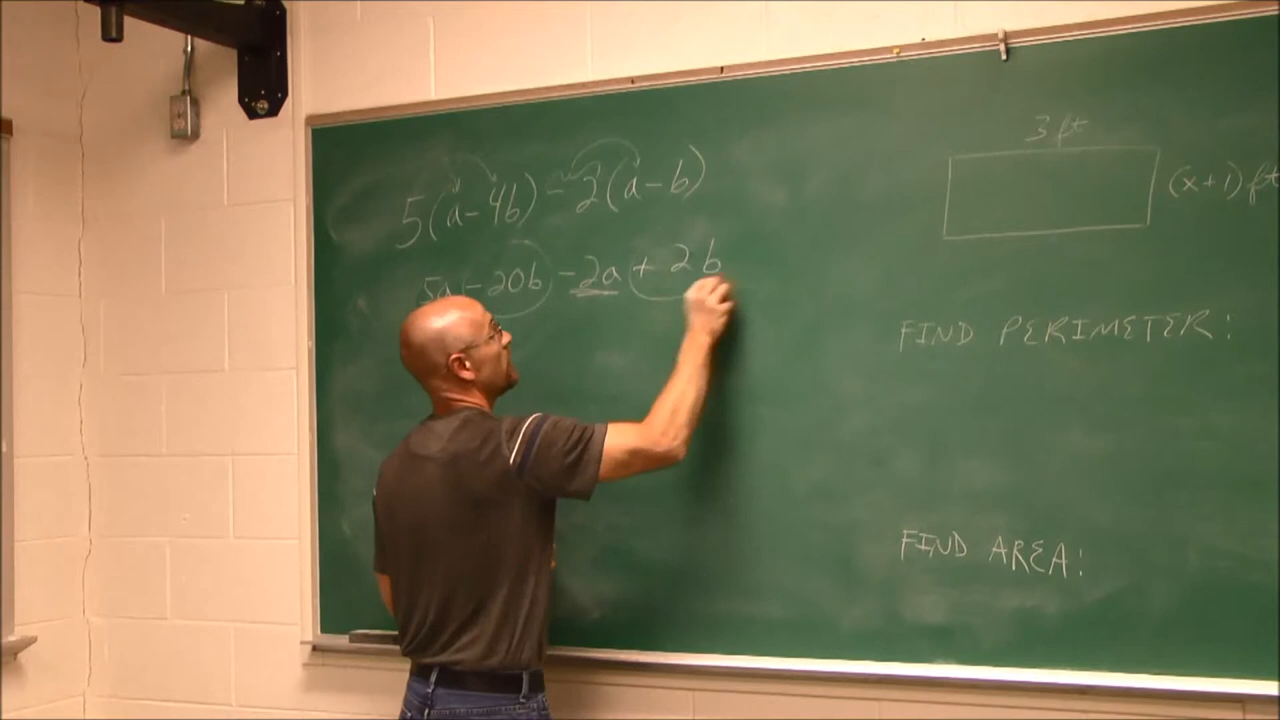 5(a-4b) - 2(a-b)
5a - 20b - 2a + 2b
3 ft
(x+1) ft
FIND PERIMETER:
FIND AREA: